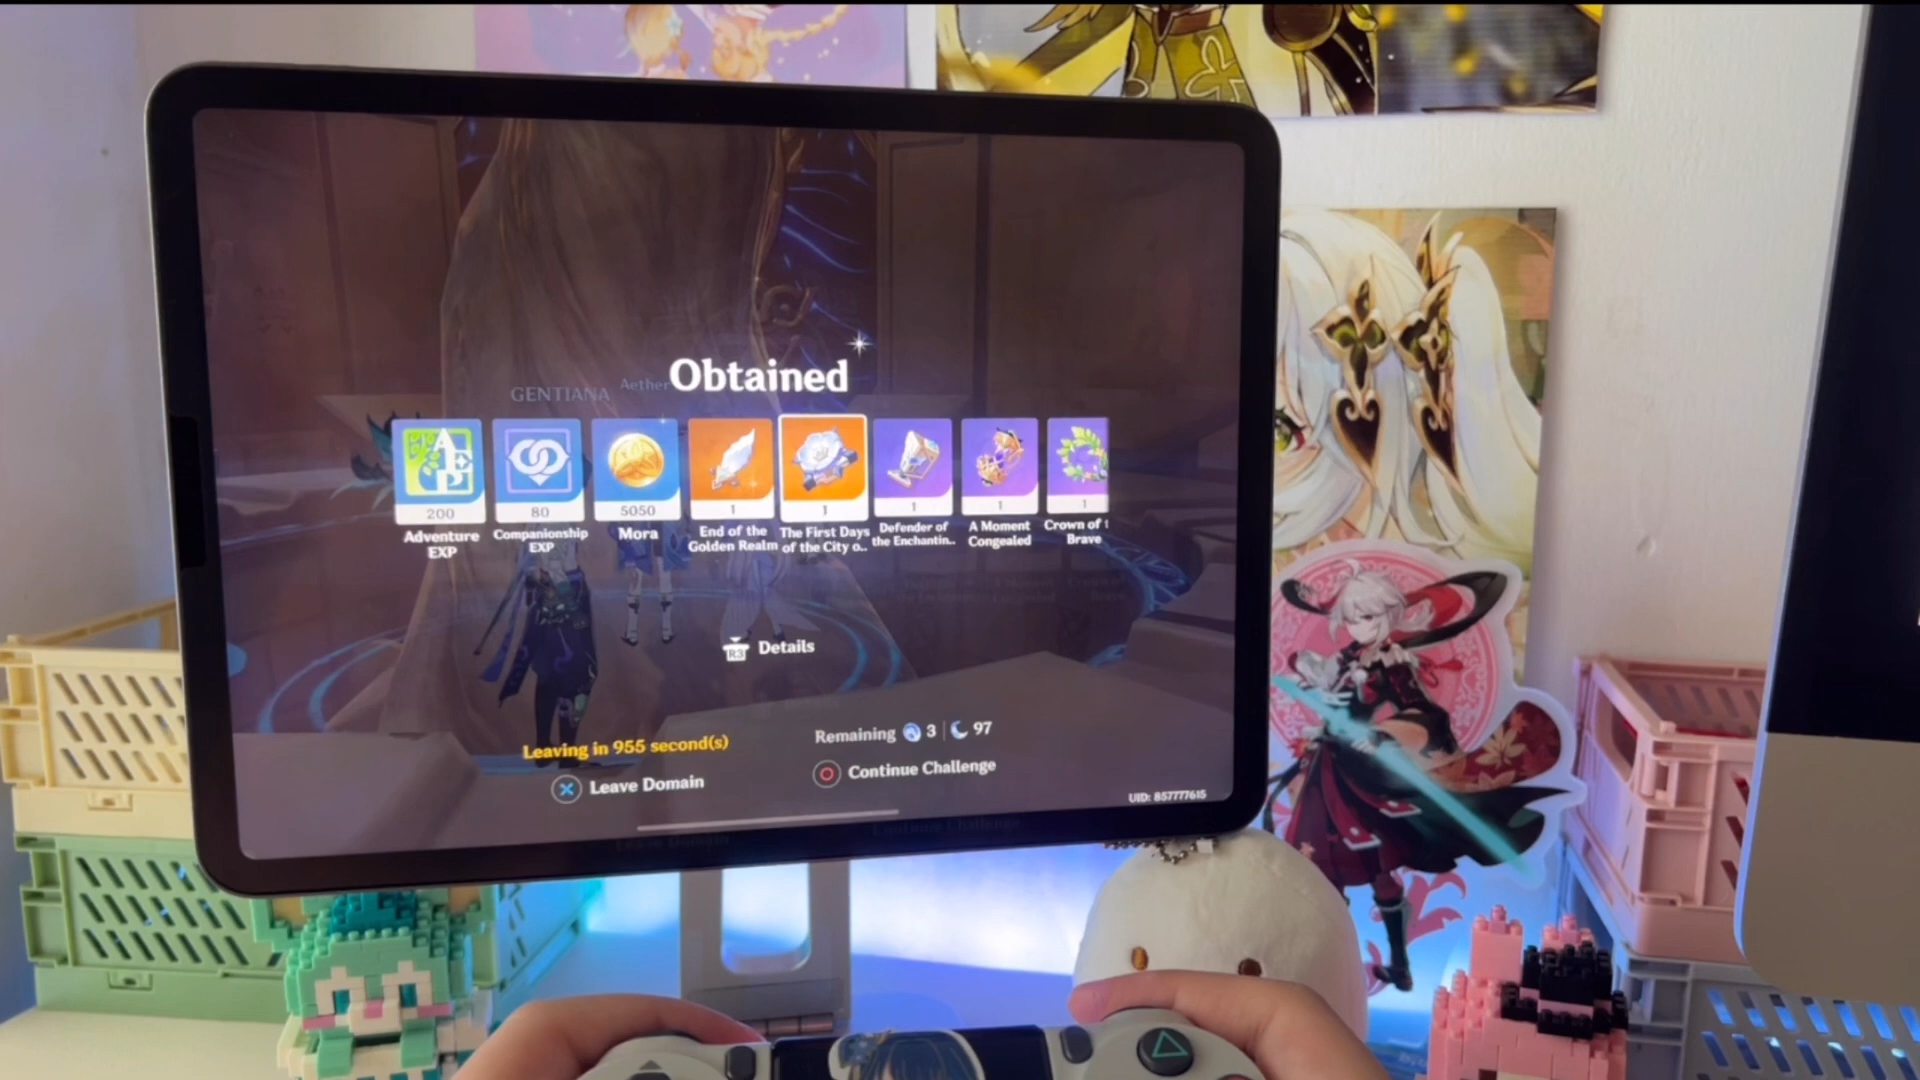 Obtained
GENTIANA
Aether
200
80
5050
1
1
1
1
1
Adventure EXP
Companionship EXP
Mora
End of the Golden Realm
The First Days of the City o..
Defender of the Enchantin..
A Moment Congealed
Crown of t Brave
R3 Details
Leaving in 955 second(s)
Remaining 3 97
Leave Domain
Continue Challenge
UID: 857777615